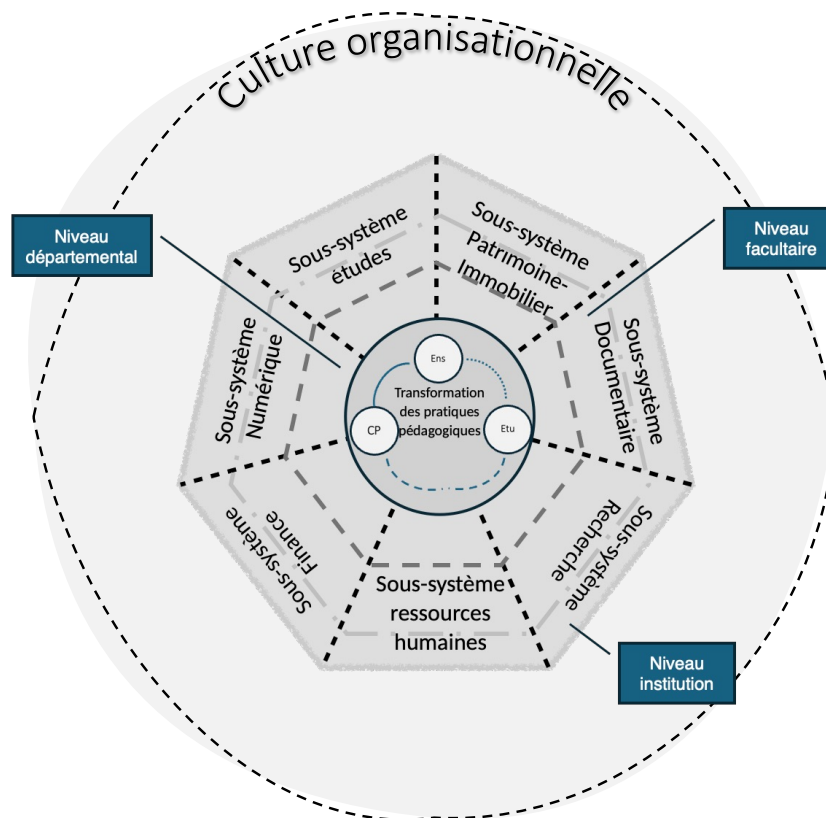 Culture organisationnelle
Niveau
départemental
Niveau
facultaire
Sous-système
études
Sous-système
Patrimoine-
Immobilier
Sous-système
Numérique
Sous-système
Documentaire
Ens
Transformation
des pratiques
pédagogiques
CP
Etu
Sous-système
Finance
Sous-système
Recherche
Sous-système
ressources
humaines
Niveau
institution